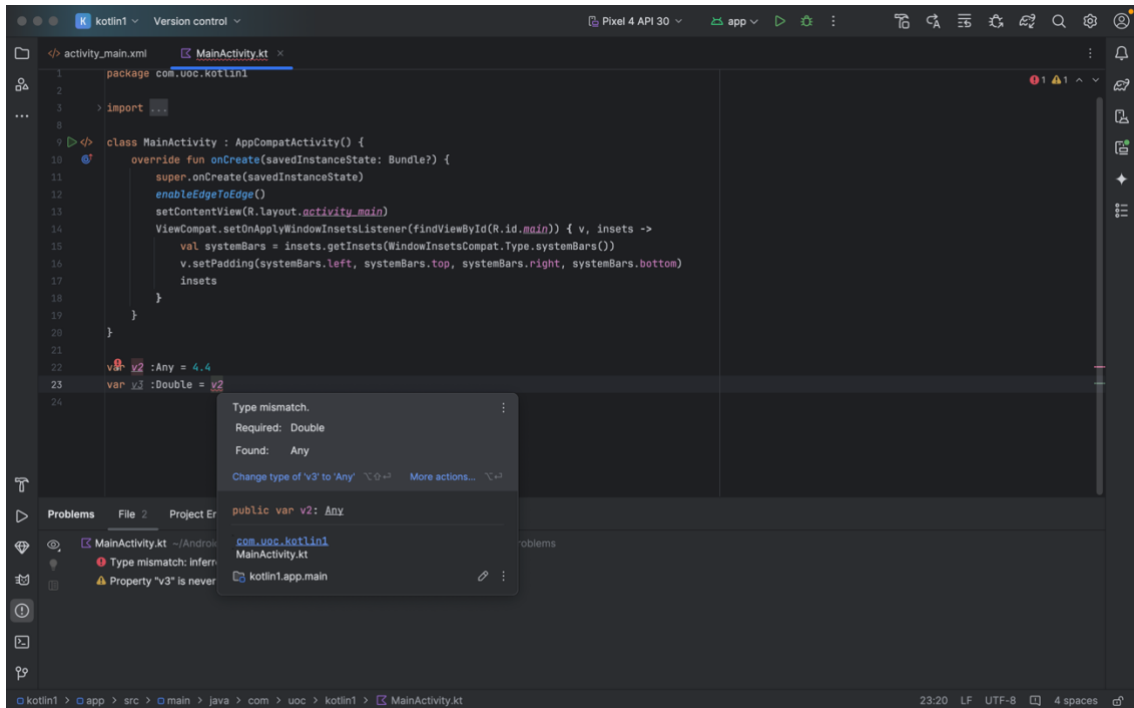 K kotlin1 Version control Pixel 4 API 30 app
activity_main.xml MainActivity.kt
1 package com.uoc.kotlin1 1 1
2
3 import ...
8
9 class MainActivity : AppCompatActivity() {
10 override fun onCreate(savedInstanceState: Bundle?) {
11 super.onCreate(savedInstanceState)
12 enableEdgeToEdge()
13 setContentView(R.layout.activity_main)
14 ViewCompat.setOnApplyWindowInsetsListener(findViewById(R.id.main)) { v, insets ->
15 val systemBars = insets.getInsets(WindowInsetsCompat.Type.systemBars())
16 v.setPadding(systemBars.left, systemBars.top, systemBars.right, systemBars.bottom)
17 insets
18 }
19 }
20 }
21
22 var v2 :Any = 4.4
23 var v3 :Double = v2
24
Type mismatch.
Required: Double
Found: Any
Change type of 'v3' to 'Any' ⌥⇧⏎ More actions... ⌥⏎
public var v2: Any
com.uoc.kotlin1
MainActivity.kt
kotlin1.app.main
Problems File 2 Project Er
MainActivity.kt ~/Androi oblems
Type mismatch: inferr
Property "v3" is never
kotlin1 > app > src > main > java > com > uoc > kotlin1 > MainActivity.kt 23:20 LF UTF-8 4 spaces